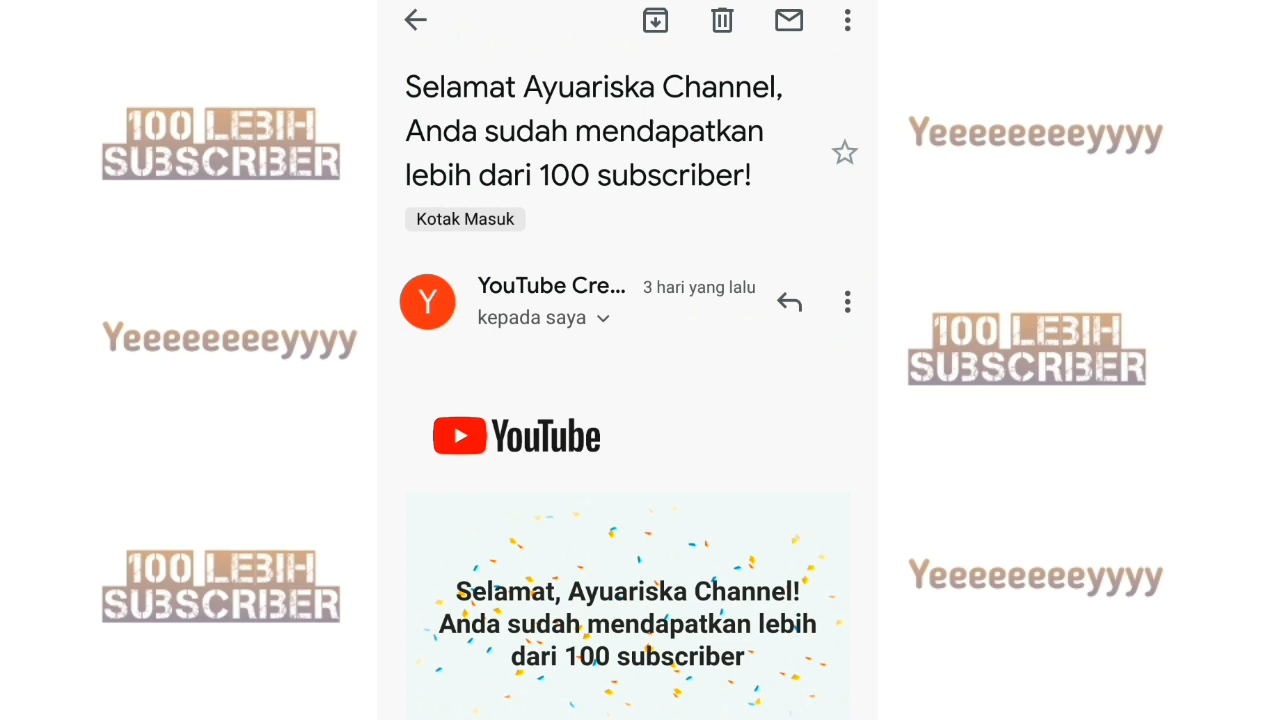 100 LEBIH
SUBSCRIBER
Yeeeeeeeeyyyy
100 LEBIH
SUBSCRIBER
Selamat Ayuariska Channel,
Anda sudah mendapatkan
lebih dari 100 subscriber!
Kotak Masuk
Y
YouTube Cre... 3 hari yang lalu
kepada saya
YouTube
Selamat, Ayuariska Channel!
Anda sudah mendapatkan lebih
dari 100 subscriber
Yeeeeeeeeyyyy
100 LEBIH
SUBSCRIBER
Yeeeeeeeeyyyy